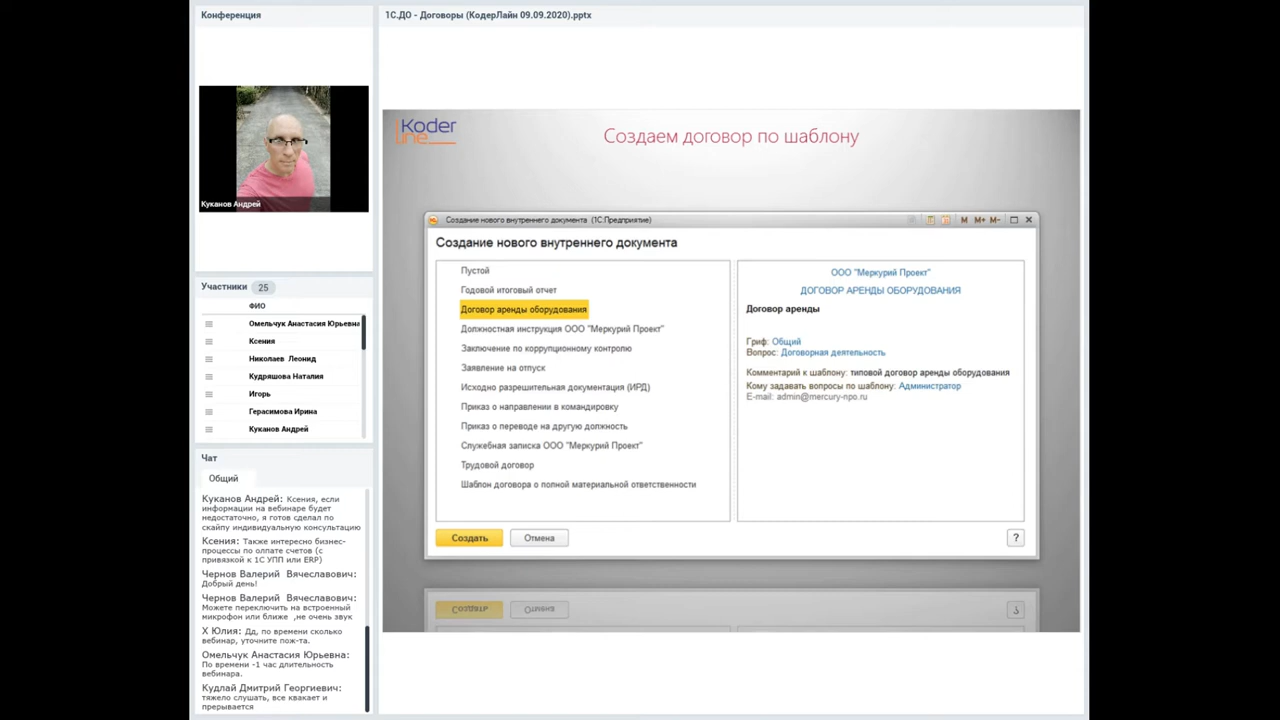 Конференция
Куканов Андрей
Участники 25
ФИО
Омельчук Анастасия Юрьевна
Ксения
Николаев Леонид
Кудряшова Наталия
Игорь
Герасимова Ирина
Куканов Андрей
Чат
Общий
Куканов Андрей: Ксения, если
информации на вебинаре будет
недостаточно, я готов сделал по
скайпу индивидуальную консультацию
Ксения: Также интересно бизнес-
процессы по олпате счетов (с
привязкой к 1С УПП или ERP)
Чернов Валерий Вячеславович:
Добрый день!
Чернов Валерий Вячеславович:
Можете переключить на встроенный
микрофон или ближе ,не очень звук
Х Юлия: Дд, по времени сколько
вебинар, уточните пож-та.
Омельчук Анастасия Юрьевна:
По времени -1 час длительность
вебинара.
Кудлай Дмитрий Георгиевич:
тяжело слушать, все квакает и
прерывается
1С.ДО - Договоры (КодерЛайн 09.09.2020).pptx
Koder
line
Создаем договор по шаблону
Создание нового внутреннего документа (1С:Предприятие)
M M+ M-
Создание нового внутреннего документа
Пустой
Годовой итоговый отчет
Договор аренды оборудования
Должностная инструкция ООО "Меркурий Проект"
Заключение по коррупционному контролю
Заявление на отпуск
Исходно разрешительная документация (ИРД)
Приказ о направлении в командировку
Приказ о переводе на другую должность
Служебная записка ООО "Меркурий Проект"
Трудовой договор
Шаблон договора о полной материальной ответственности
ООО "Меркурий Проект"
ДОГОВОР АРЕНДЫ ОБОРУДОВАНИЯ
Договор аренды
Гриф: Общий
Вопрос: Договорная деятельность
Комментарий к шаблону: типовой договор аренды оборудования
Кому задавать вопросы по шаблону: Администратор
E-mail: admin@mercury-npo.ru
Создать Отмена ?
Создать Отмена ?